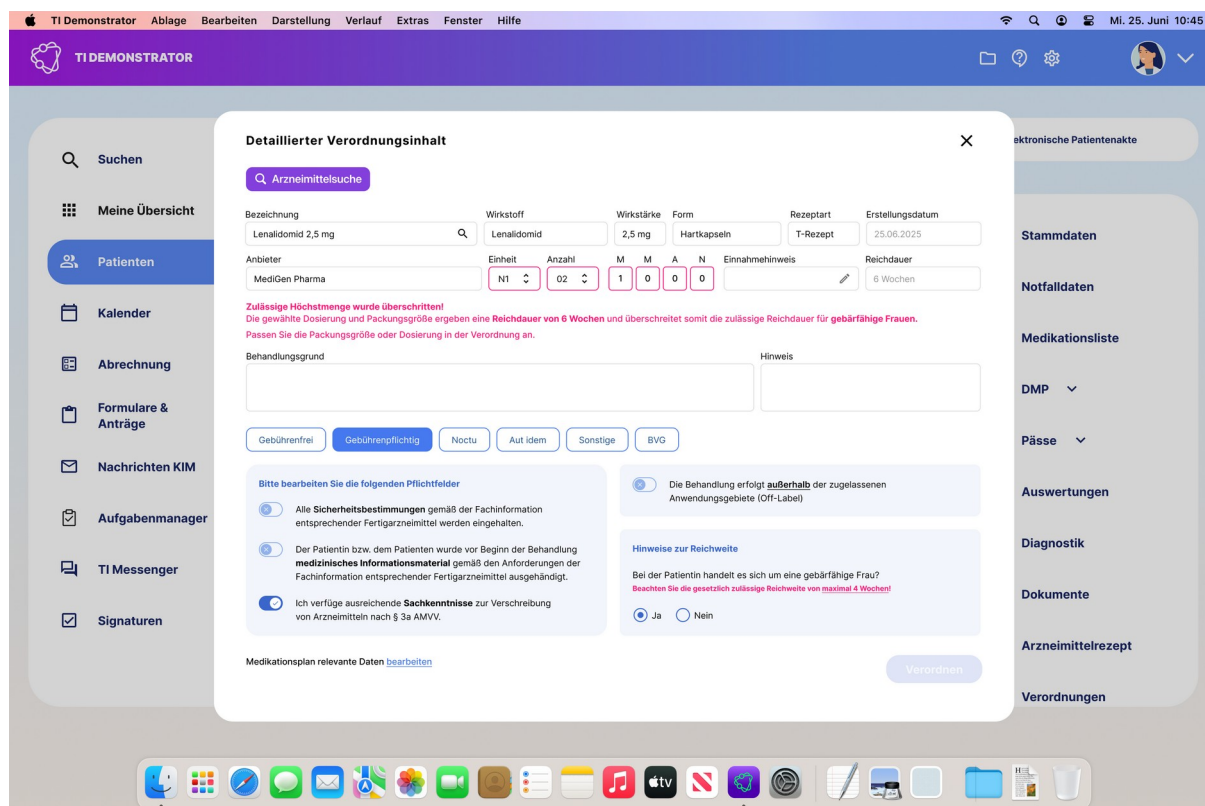 TI Demonstrator Ablage Bearbeiten Darstellung Verlauf Extras Fenster Hilfe Mi. 25. Juni 10:45
TI DEMONSTRATOR
Suchen
Meine Übersicht
Patienten
Kalender
Abrechnung
Formulare &
Anträge
Nachrichten KIM
Aufgabenmanager
TI Messenger
Signaturen
Detaillierter Verordnungsinhalt
Arzneimittelsuche
Bezeichnung Wirkstoff Wirkstärke Form Rezeptart Erstellungsdatum
Lenalidomid 2,5 mg Lenalidomid 2,5 mg Hartkapseln T-Rezept 25.06.2025
Anbieter Einheit Anzahl M M A N Einnahmehinweis Reichdauer
MediGen Pharma N1 02 1 0 0 0 6 Wochen
Zulässige Höchstmenge wurde überschritten!
Die gewählte Dosierung und Packungsgröße ergeben eine Reichdauer von 6 Wochen und überschreitet somit die zulässige Reichdauer für gebärfähige Frauen.
Passen Sie die Packungsgröße oder Dosierung in der Verordnung an.
Behandlungsgrund Hinweis
Gebührenfrei Gebührenpflichtig Noctu Aut idem Sonstige BVG
Bitte bearbeiten Sie die folgenden Pflichtfelder
Alle Sicherheitsbestimmungen gemäß der Fachinformation
entsprechender Fertigarzneimittel werden eingehalten.
Der Patientin bzw. dem Patienten wurde vor Beginn der Behandlung
medizinisches Informationsmaterial gemäß den Anforderungen der
Fachinformation entsprechender Fertigarzneimittel ausgehändigt.
Ich verfüge ausreichende Sachkenntnisse zur Verschreibung
von Arzneimitteln nach § 3a AMVV.
Die Behandlung erfolgt außerhalb der zugelassenen
Anwendungsgebiete (Off-Label)
Hinweise zur Reichweite
Bei der Patientin handelt es sich um eine gebärfähige Frau?
Beachten Sie die gesetzlich zulässige Reichweite von maximal 4 Wochen!
Ja Nein
Medikationsplan relevante Daten bearbeiten
Verordnen
ektronische Patientenakte
Stammdaten
Notfalldaten
Medikationsliste
DMP
Pässe
Auswertungen
Diagnostik
Dokumente
Arzneimittelrezept
Verordnungen
tv